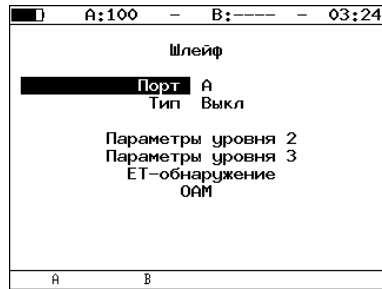 A:100 – B:---- – 03:24
Шлейф
Порт A
Тип Выкл
Параметры уровня 2
Параметры уровня 3
ET-обнаружение
OAM
A B